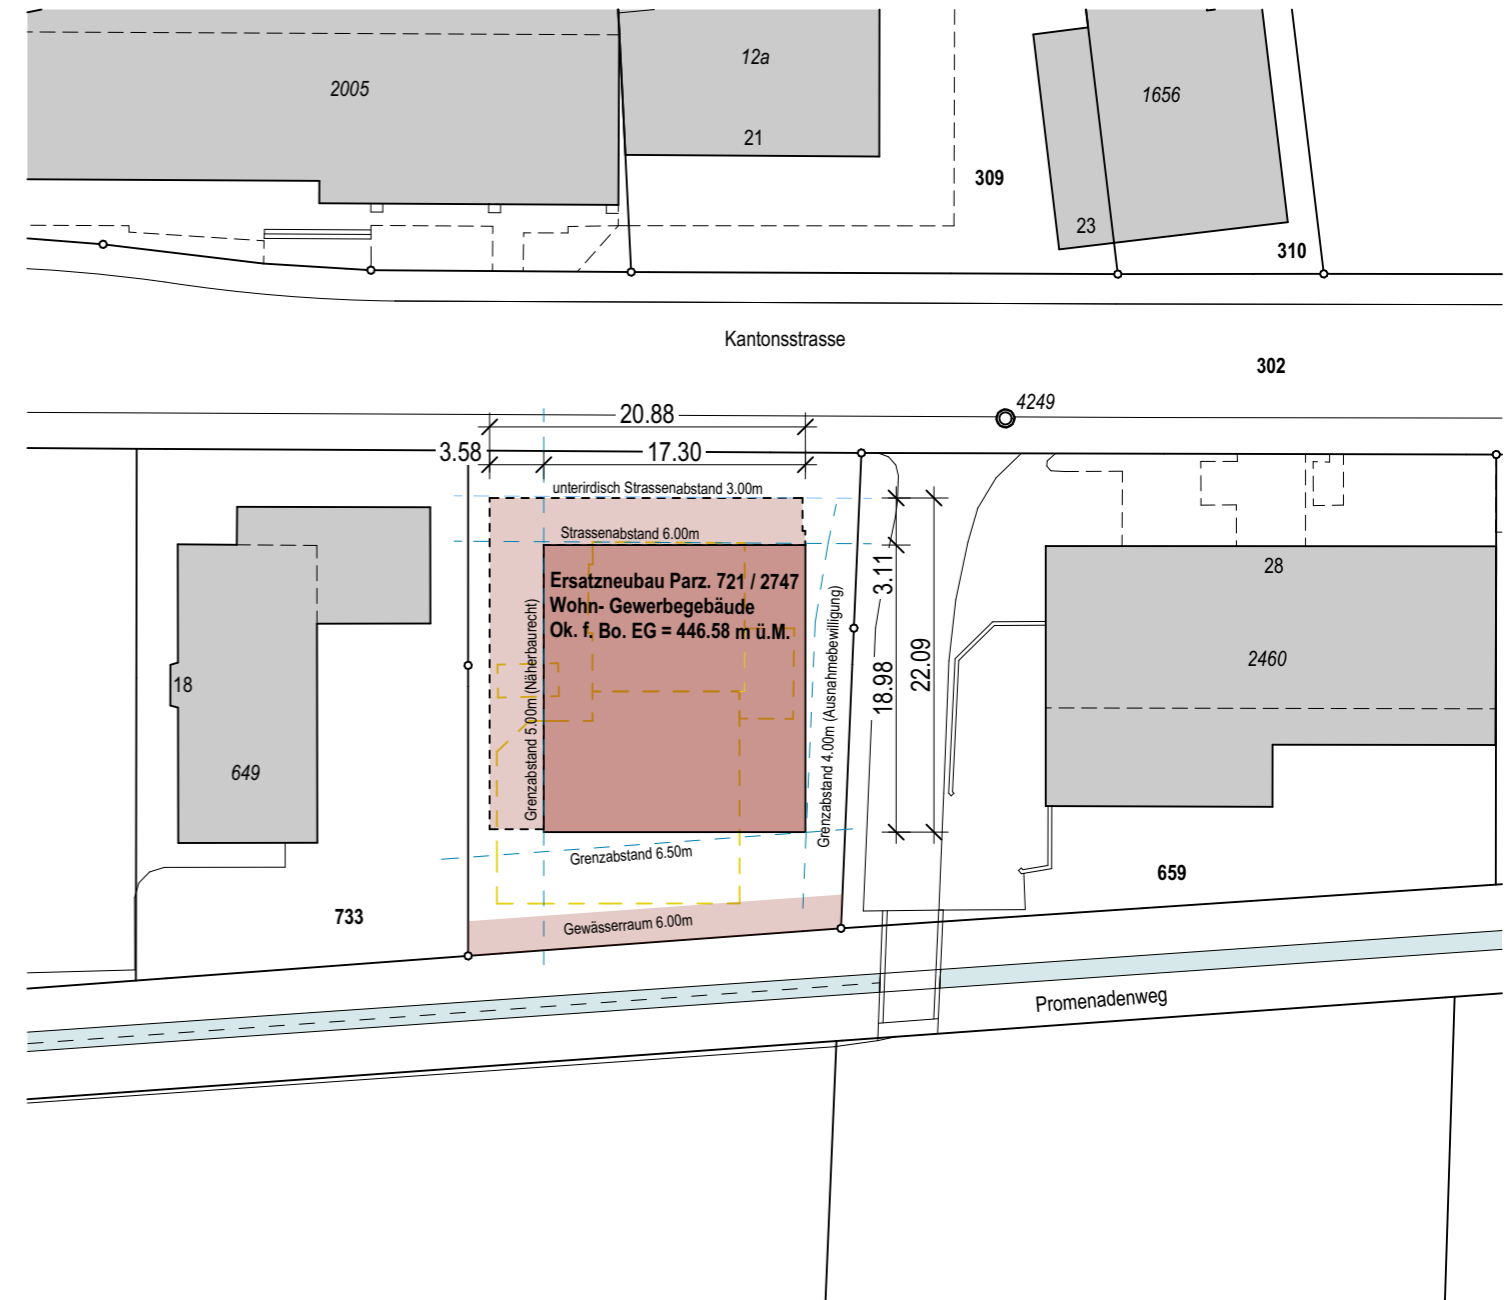 12a
2005
1656
21
309
23
310
Kantonsstrasse
302
4249
20.88
3.58
17.30
unterirdisch Strassenabstand 3.00m
Strassenabstand 6.00m
Ersatzneubau Parz. 721 / 2747
Wohn- Gewerbegebäude
Ok. f. Bo. EG = 446.58 m ü.M.
Grenzabstand 5.00m (Näherbaurecht)
Grenzabstand 4.00m (Ausnahmebewilligung)
3.11
18.98
22.09
28
2460
18
649
Grenzabstand 6.50m
659
733
Gewässerraum 6.00m
Promenadenweg